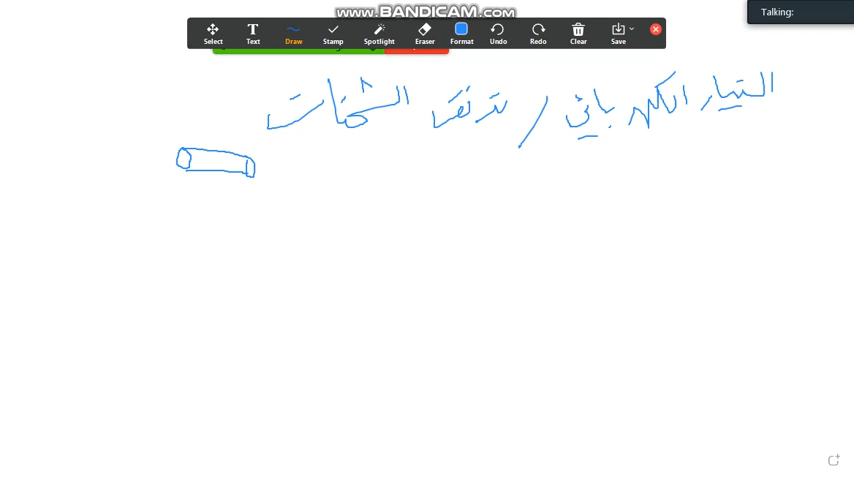 www.BANDICAM.com
Talking:
Select Text Draw Stamp Spotlight Eraser Format Undo Redo Clear Save
التيار الكهربائي / تدفق الشحنات